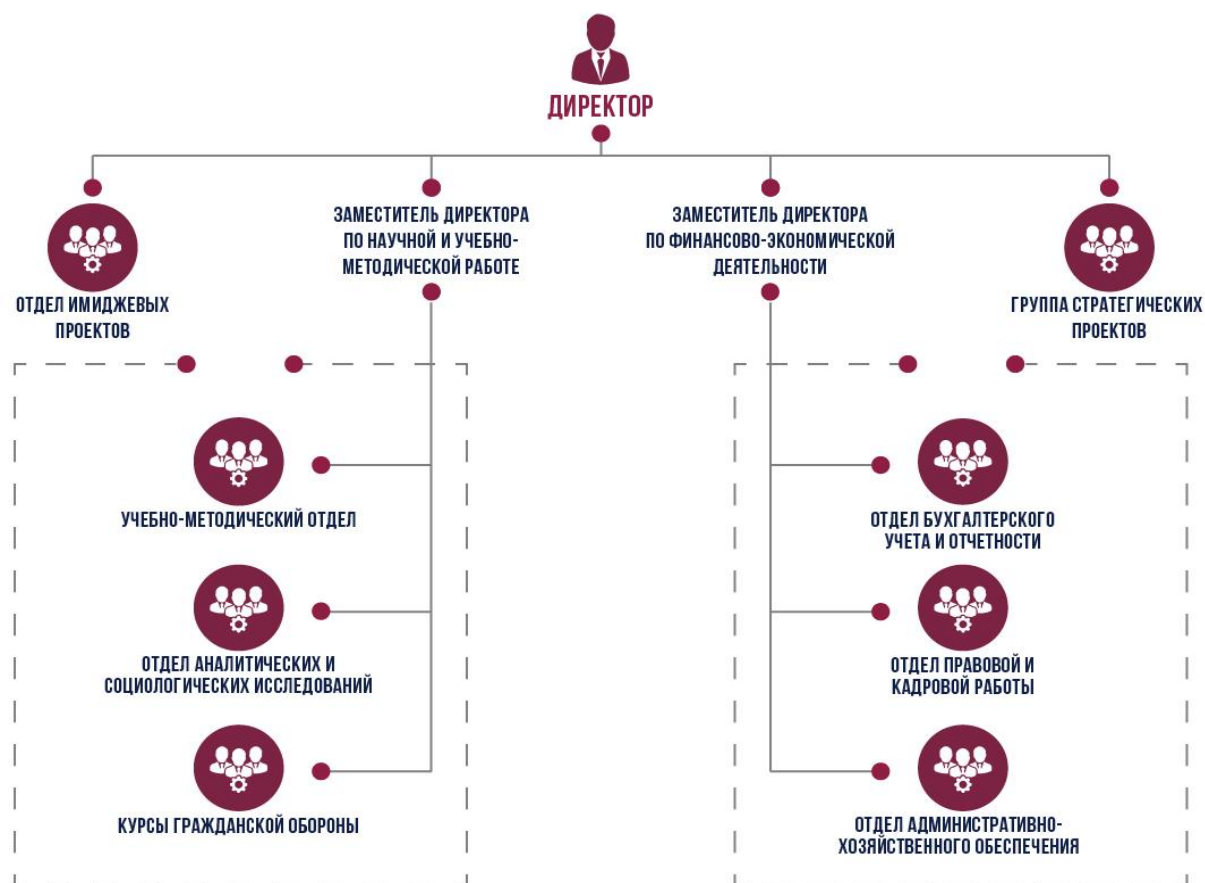 ДИРЕКТОР
ЗАМЕСТИТЕЛЬ ДИРЕКТОРА
ПО НАУЧНОЙ И УЧЕБНО-
МЕТОДИЧЕСКОЙ РАБОТЕ
ЗАМЕСТИТЕЛЬ ДИРЕКТОРА
ПО ФИНАНСОВО-ЭКОНОМИЧЕСКОЙ
ДЕЯТЕЛЬНОСТИ
ОТДЕЛ ИМИДЖЕВЫХ
ПРОЕКТОВ
ГРУППА СТРАТЕГИЧЕСКИХ
ПРОЕКТОВ
УЧЕБНО-МЕТОДИЧЕСКИЙ ОТДЕЛ
ОТДЕЛ АНАЛИТИЧЕСКИХ И
СОЦИОЛОГИЧЕСКИХ ИССЛЕДОВАНИЙ
КУРСЫ ГРАЖДАНСКОЙ ОБОРОНЫ
ОТДЕЛ БУХГАЛТЕРСКОГО
УЧЕТА И ОТЧЕТНОСТИ
ОТДЕЛ ПРАВОВОЙ И
КАДРОВОЙ РАБОТЫ
ОТДЕЛ АДМИНИСТРАТИВНО-
ХОЗЯЙСТВЕННОГО ОБЕСПЕЧЕНИЯ